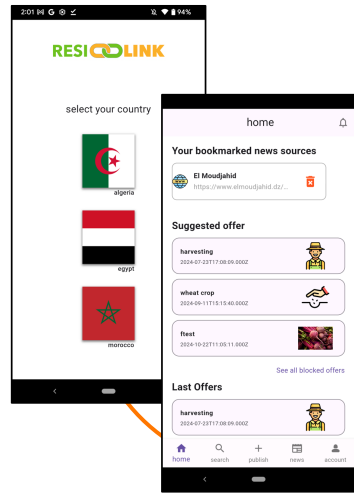 2:01
94%
RESI LINK
select your country
algeria
egypt
morocco
home
Your bookmarked news sources
El Moudjahid
https://www.elmoudjahid.dz/...
Suggested offer
harvesting
2024-07-23T17:08:09.000Z
wheat crop
2024-09-11T15:15:40.000Z
ftest
2024-10-22T11:05:11.000Z
See all blocked offers
Last Offers
harvesting
2024-07-23T17:08:09.000Z
home
search
publish
news
account